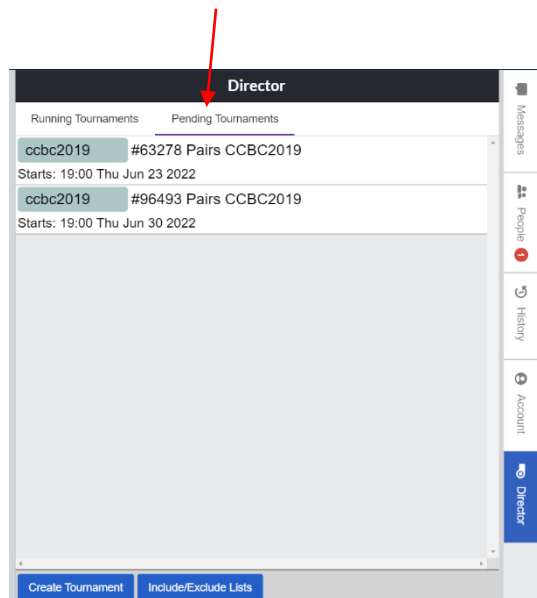 Director
Running Tournaments Pending Tournaments
ccbc2019 #63278 Pairs CCBC2019
Starts: 19:00 Thu Jun 23 2022
ccbc2019 #96493 Pairs CCBC2019
Starts: 19:00 Thu Jun 30 2022
Create Tournament Include/Exclude Lists
Messages
People 1
History
Account
Director